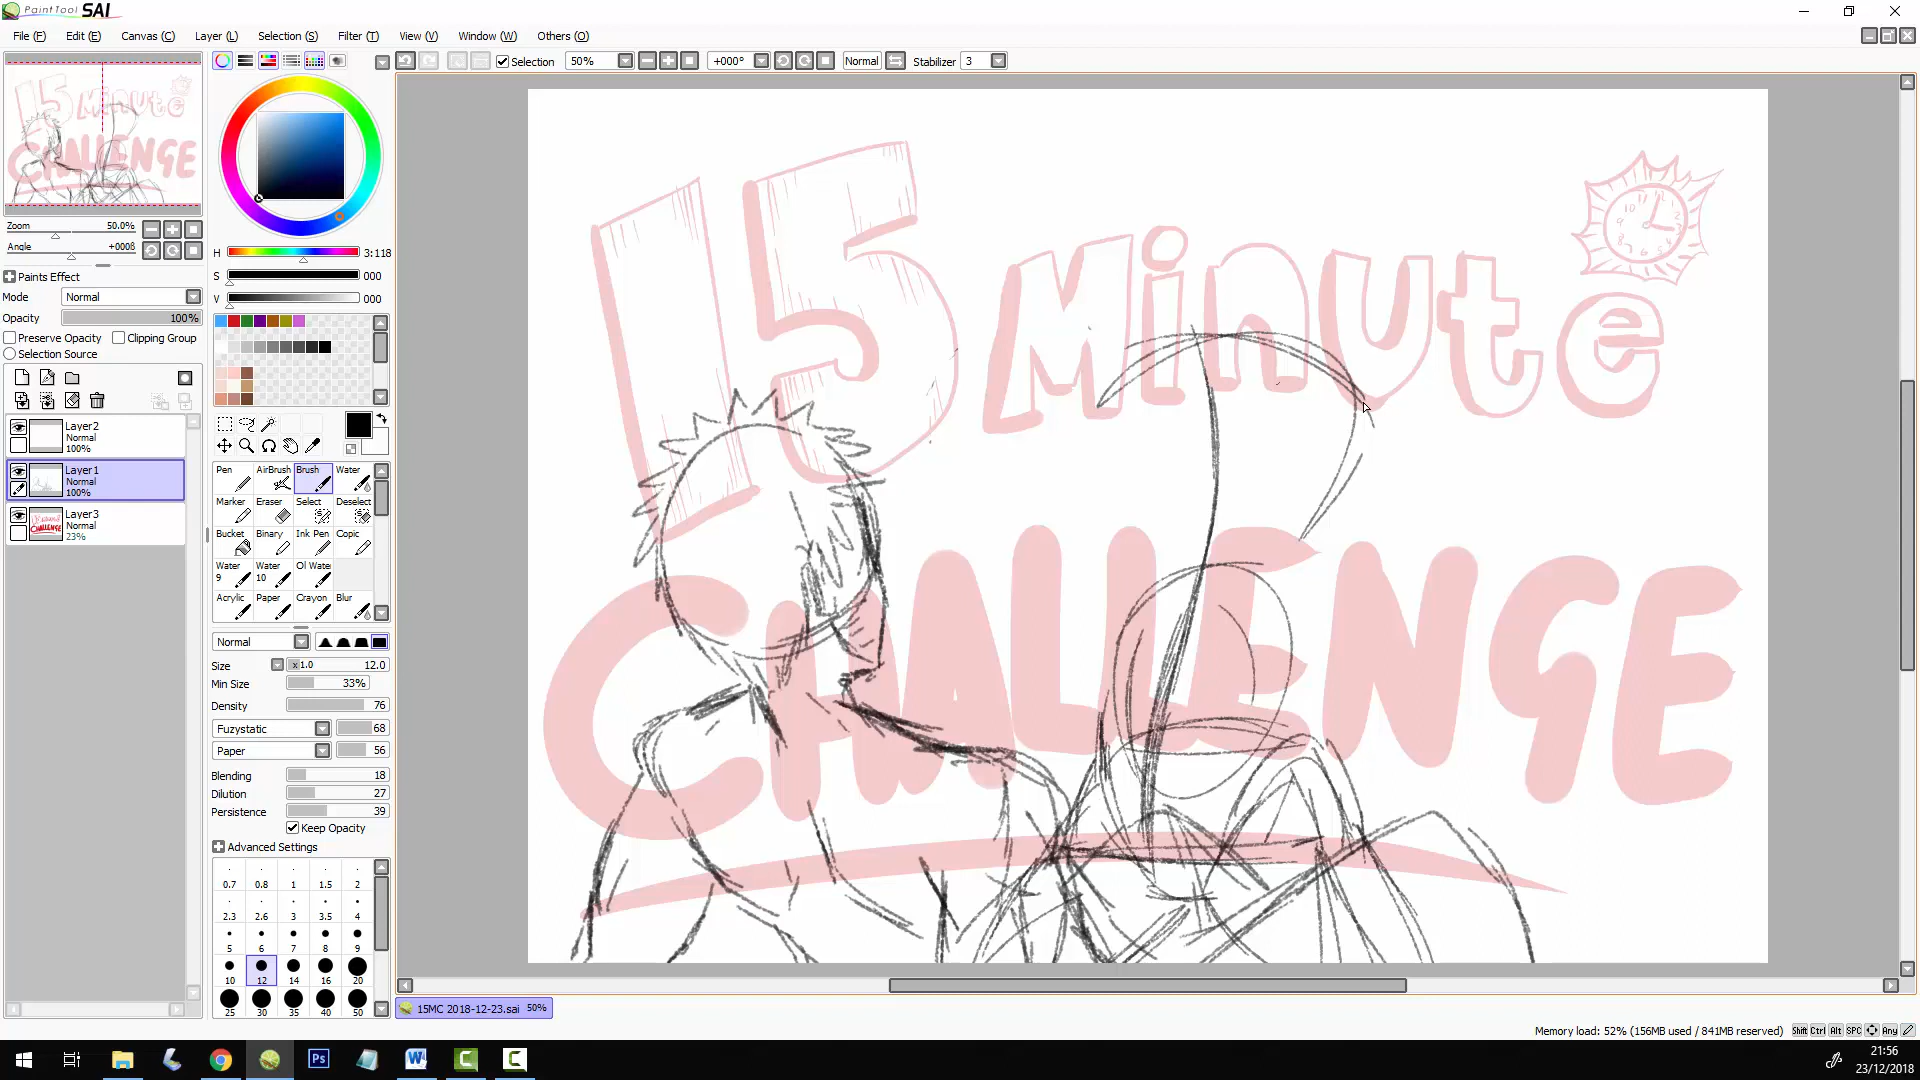 PaintTool SAI
File (F) Edit (E) Canvas (C) Layer (L) Selection (S) Filter (T) View (V) Window (W) Others (O)
Selection 50% +000° Normal Stabilizer 3
Zoom 50.0%
Angle +000ß
Paints Effect
Mode Normal
Opacity 100%
Preserve Opacity Clipping Group
Selection Source
Layer2
Normal
100%
Layer1
Normal
100%
Layer3
Normal
23%
H 3:118
S 000
V 000
Pen AirBrush Brush Water
Marker Eraser Select Deselect
Bucket Binary Ink Pen Copic
Water 9 Water 10 Ol Wate
Acrylic Paper Crayon Blur
Normal
Size x1.0 12.0
Min Size 33%
Density 76
Fuzystatic 68
Paper 56
Blending 18
Dilution 27
Persistence 39
Keep Opacity
Advanced Settings
0.7 0.8 1 1.5 2
2.3 2.6 3 3.5 4
5 6 7 8 9
10 12 14 16 20
25 30 35 40 50
15 Minute
CHALLENGE
15MC 2018-12-23.sai 50%
Memory load: 52% (156MB used / 841MB reserved) Shift Ctrl Alt SPC Any
21:56
23/12/2018